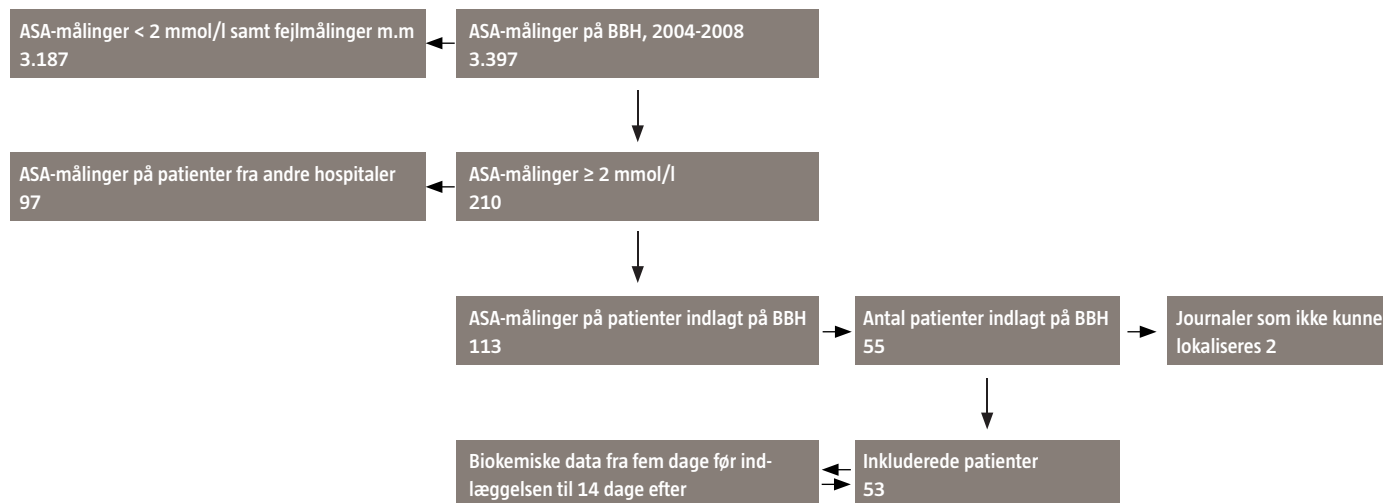 ASA-målinger < 2 mmol/l samt fejlmålinger m.m
3.187
ASA-målinger på BBH, 2004-2008
3.397
ASA-målinger på patienter fra andre hospitaler
97
ASA-målinger ≥ 2 mmol/l
210
ASA-målinger på patienter indlagt på BBH
113
Antal patienter indlagt på BBH
55
Journaler som ikke kunne
lokaliseres 2
Biokemiske data fra fem dage før ind-
læggelsen til 14 dage efter
Inkluderede patienter
53